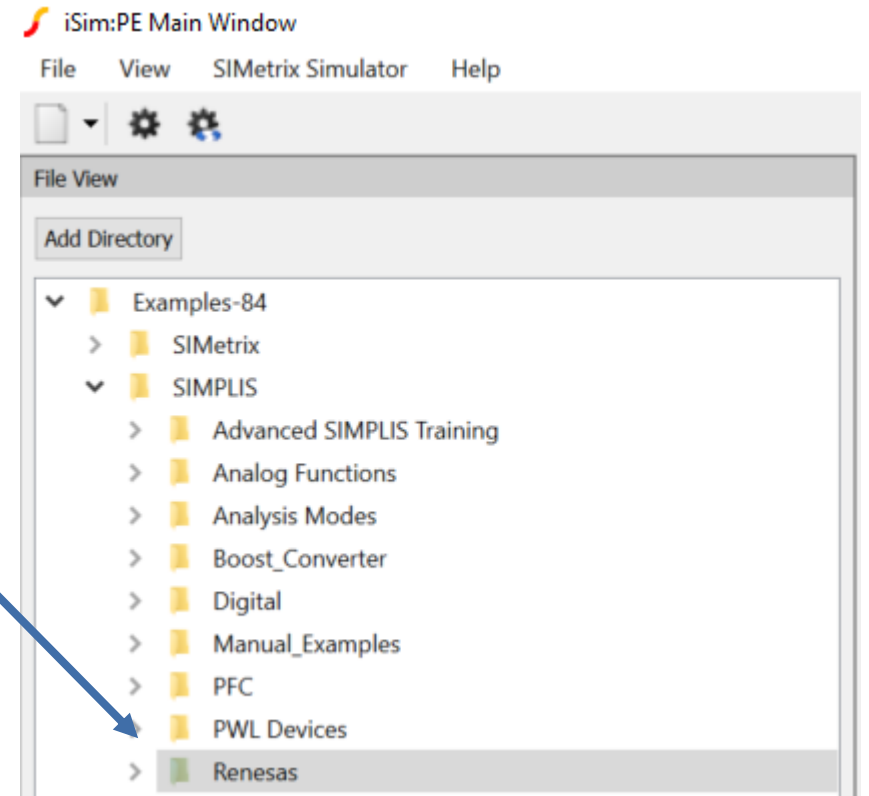 iSim:PE Main Window
File View SIMetrix Simulator Help
File View
Add Directory
Examples-84
SIMetrix
SIMPLIS
Advanced SIMPLIS Training
Analog Functions
Analysis Modes
Boost_Converter
Digital
Manual_Examples
PFC
PWL Devices
Renesas